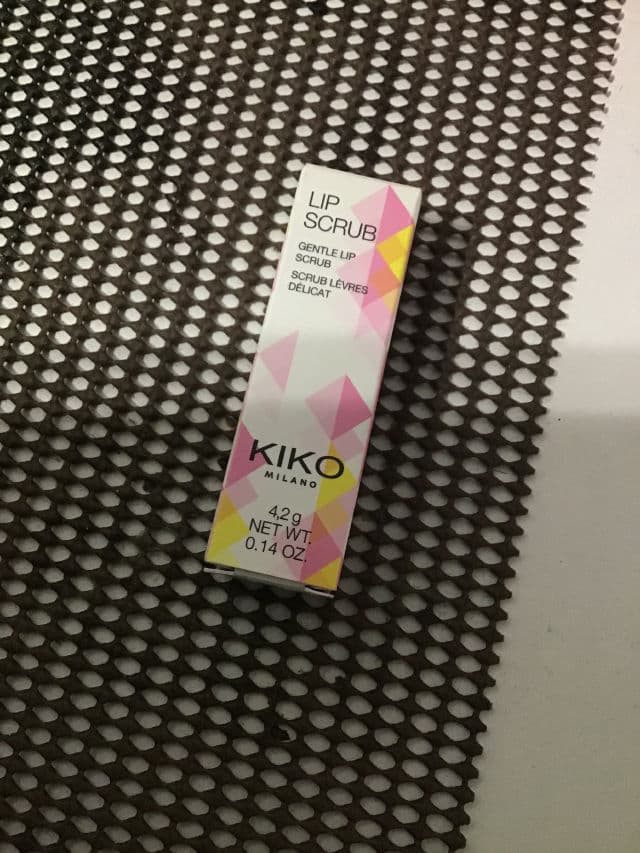 LIP
SCRUB
GENTLE LIP
SCRUB
SCRUB LÈVRES
DÉLICAT
KIKO
MILANO
4,2 g
NET WT.
0.14 OZ.